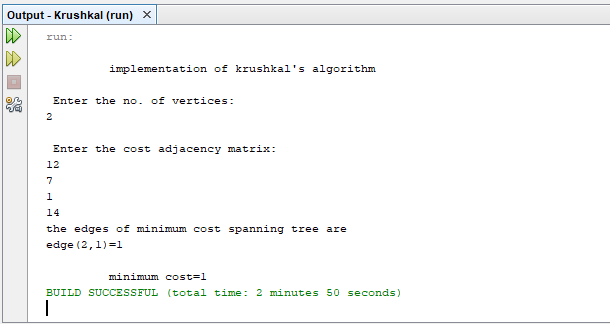 Output - Krushkal (run)
run:
implementation of krushkal's algorithm
Enter the no. of vertices:
2
Enter the cost adjacency matrix:
12
7
1
14
the edges of minimum cost spanning tree are
edge(2,1)=1
minimum cost=1
BUILD SUCCESSFUL (total time: 2 minutes 50 seconds)